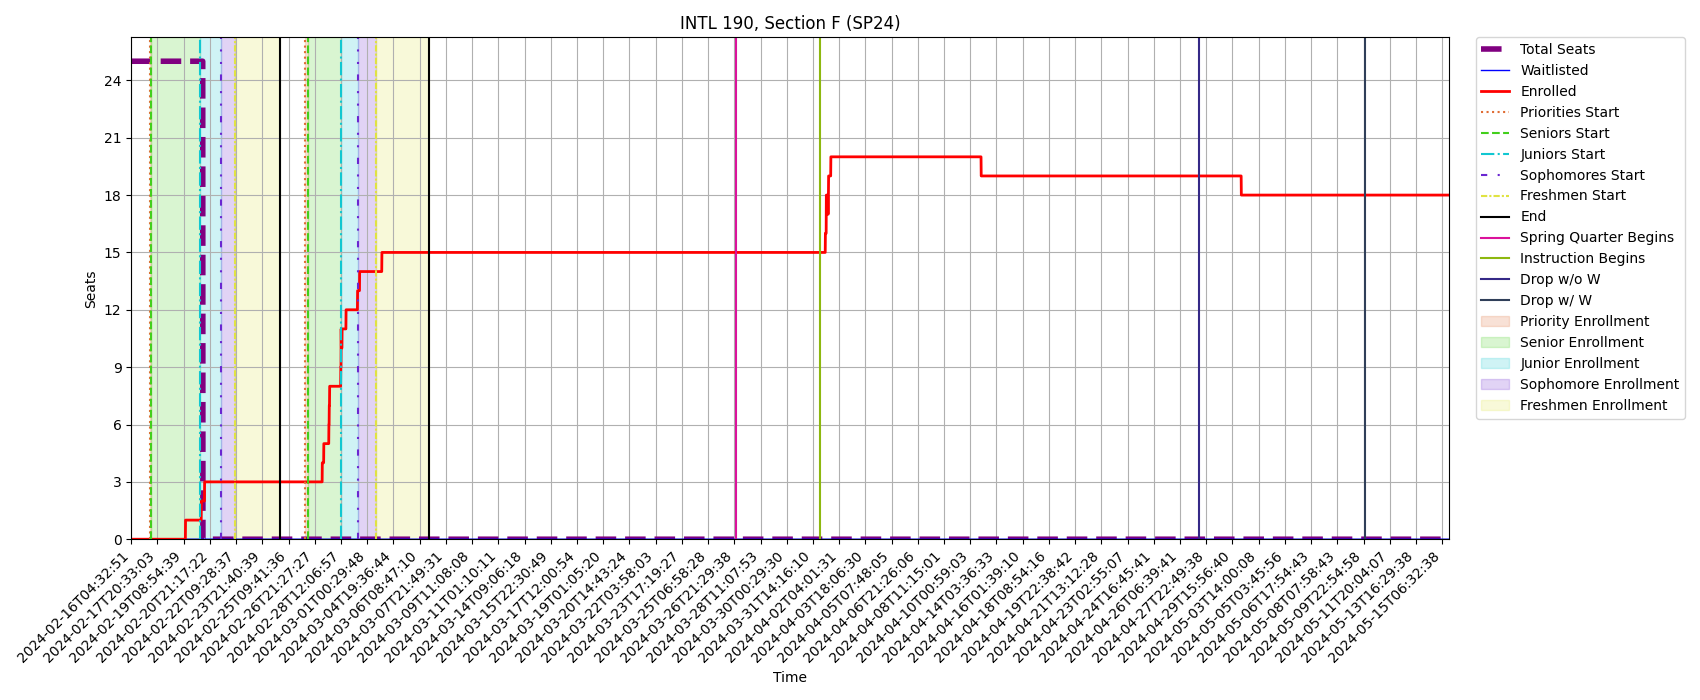 INTL 190, Section F (SP24)
Seats
24
21
18
15
12
9
6
3
0
2024-02-16T04:32:51
2024-02-17T20:33:03
2024-02-19T08:54:39
2024-02-20T21:17:22
2024-02-22T09:28:37
2024-02-23T21:40:39
2024-02-25T09:41:36
2024-02-26T21:27:27
2024-02-28T12:06:57
2024-03-01T00:29:48
2024-03-04T19:36:44
2024-03-06T08:47:10
2024-03-07T21:49:31
2024-03-09T11:08:09
2024-03-11T01:10:11
2024-03-14T09:06:18
2024-03-15T22:30:49
2024-03-17T12:00:54
2024-03-19T01:05:20
2024-03-20T14:43:24
2024-03-22T03:58:03
2024-03-23T17:19:27
2024-03-25T06:58:28
2024-03-26T21:29:38
2024-03-28T11:07:53
2024-03-30T00:29:30
2024-03-31T14:16:10
2024-04-02T04:01:31
2024-04-03T18:06:30
2024-04-05T07:48:05
2024-04-06T21:26:06
2024-04-08T11:15:01
2024-04-10T00:59:03
2024-04-14T03:36:33
2024-04-16T01:39:10
2024-04-18T08:54:16
2024-04-19T22:38:42
2024-04-21T13:12:28
2024-04-23T02:55:07
2024-04-24T16:45:41
2024-04-26T06:39:41
2024-04-27T22:49:38
2024-04-29T15:56:40
2024-05-03T14:00:08
2024-05-05T03:45:56
2024-05-06T17:54:43
2024-05-08T07:58:43
2024-05-09T22:54:58
2024-05-11T20:04:07
2024-05-13T16:29:38
2024-05-15T06:32:38
Time
Total Seats
Waitlisted
Enrolled
Priorities Start
Seniors Start
Juniors Start
Sophomores Start
Freshmen Start
End
Spring Quarter Begins
Instruction Begins
Drop w/o W
Drop w/ W
Priority Enrollment
Senior Enrollment
Junior Enrollment
Sophomore Enrollment
Freshmen Enrollment